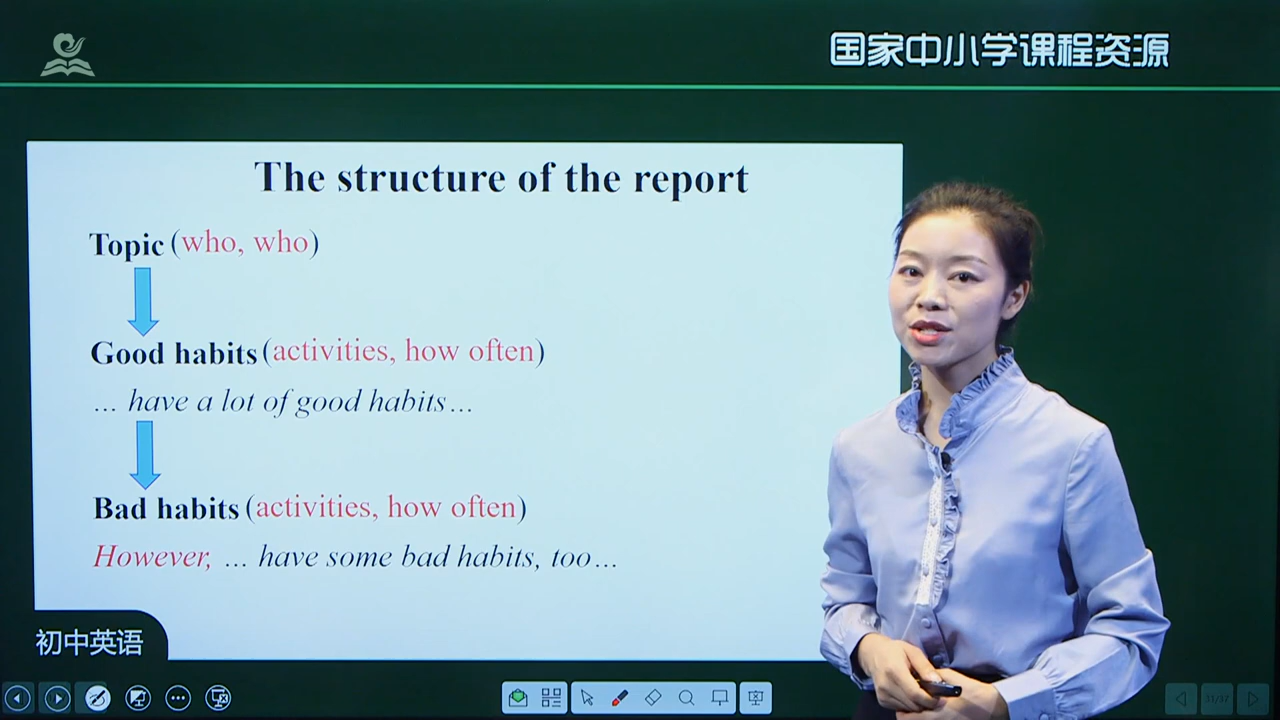 国家中小学课程资源
The structure of the report
Topic (who, who)
Good habits (activities, how often)
... have a lot of good habits...
Bad habits (activities, how often)
However, ... have some bad habits, too...
初中英语
31/37